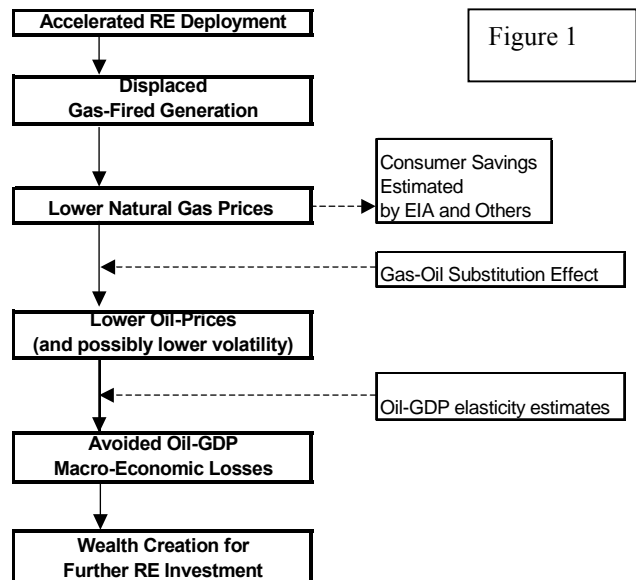 Accelerated RE Deployment
Figure 1
Displaced
Gas-Fired Generation
Consumer Savings
Estimated
by EIA and Others
Lower Natural Gas Prices
Gas-Oil Substitution Effect
Lower Oil-Prices
(and possibly lower volatility)
Oil-GDP elasticity estimates
Avoided Oil-GDP
Macro-Economic Losses
Wealth Creation for
Further RE Investment